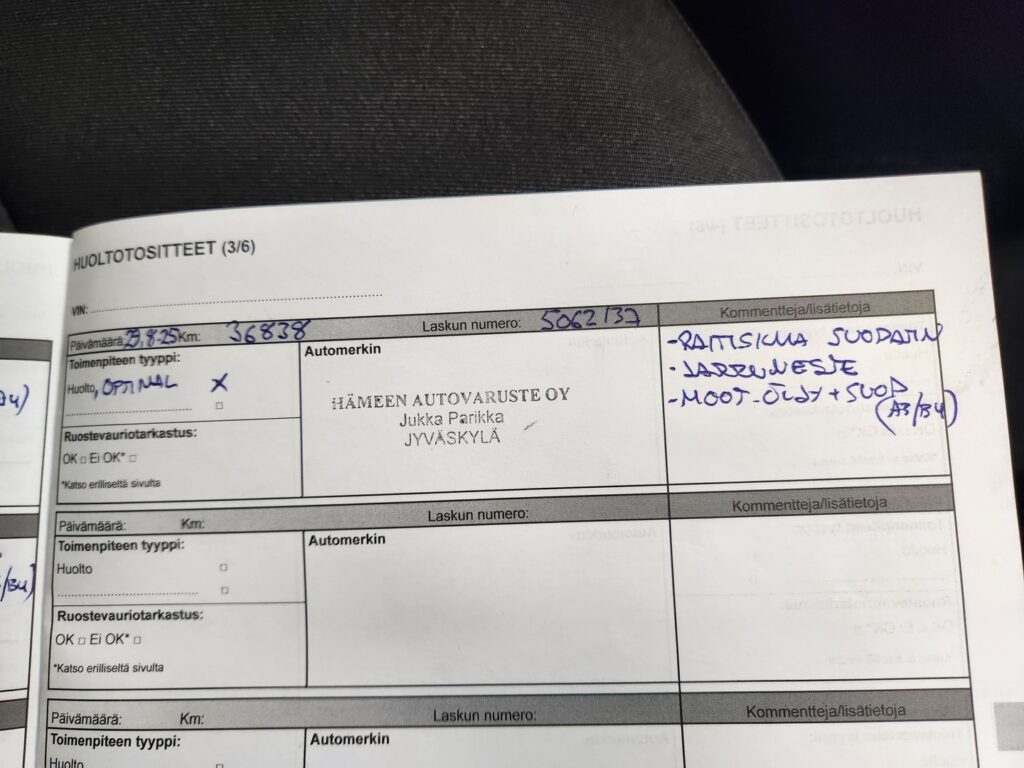 HUOLTOTOSITTEET (3/6)
VIN:
Päivämäärä: 29,8-25 Km: 36838 Laskun numero: 5062137 Kommentteja/lisätietoja
Toimenpiteen tyyppi:
Huolto, OPTIMAL X
Ruostevauriotarkastus:
OK □ Ei OK* □
*Katso erilliseltä sivulta
Automerkin
HÄMEEN AUTOVARUSTE OY
Jukka Parikka
JYVÄSKYLÄ
-RAITISILMA SUODATIN
-JARRUNESTE
-MOOT-ÖLJY + SUOD
(A3/B4)
Päivämäärä: Km: Laskun numero: Kommentteja/lisätietoja
Toimenpiteen tyyppi:
Huolto □
□
Ruostevauriotarkastus:
OK □ Ei OK* □
*Katso erilliseltä sivulta
Automerkin
Päivämäärä: Km: Laskun numero: Kommentteja/lisätietoja
Toimenpiteen tyyppi:
Huolto
Automerkin